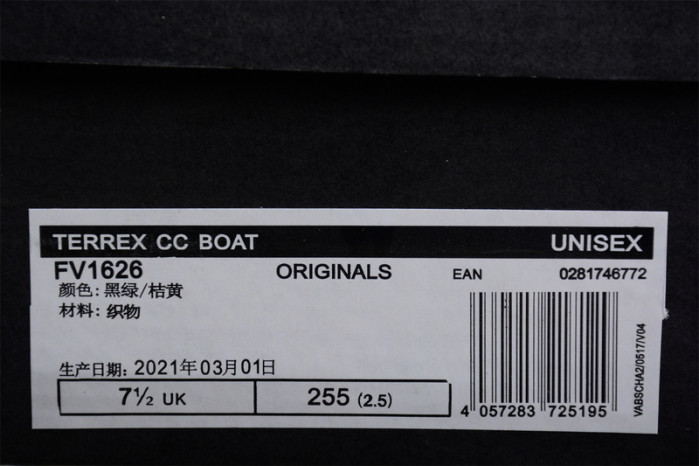 TERREX CC BOAT UNISEX
FV1626 ORIGINALS EAN 0281746772
颜色: 黑绿/桔黄
材料: 织物
生产日期: 2021年03月01日
7½ UK 255 (2.5)
4 057283 725195
VABSCHA2/0517/V04